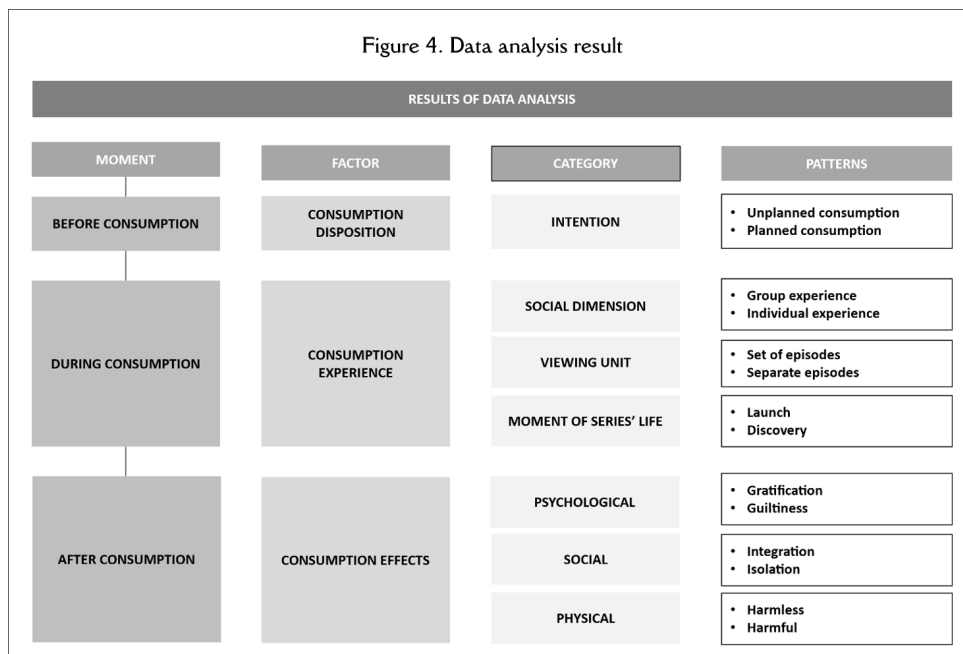 Figure 4. Data analysis result
RESULTS OF DATA ANALYSIS
MOMENT
FACTOR
CATEGORY
PATTERNS
BEFORE CONSUMPTION
CONSUMPTION
DISPOSITION
INTENTION
• Unplanned consumption
• Planned consumption
DURING CONSUMPTION
CONSUMPTION
EXPERIENCE
SOCIAL DIMENSION
• Group experience
• Individual experience
VIEWING UNIT
• Set of episodes
• Separate episodes
MOMENT OF SERIES' LIFE
• Launch
• Discovery
AFTER CONSUMPTION
CONSUMPTION EFFECTS
PSYCHOLOGICAL
• Gratification
• Guiltiness
SOCIAL
• Integration
• Isolation
PHYSICAL
• Harmless
• Harmful